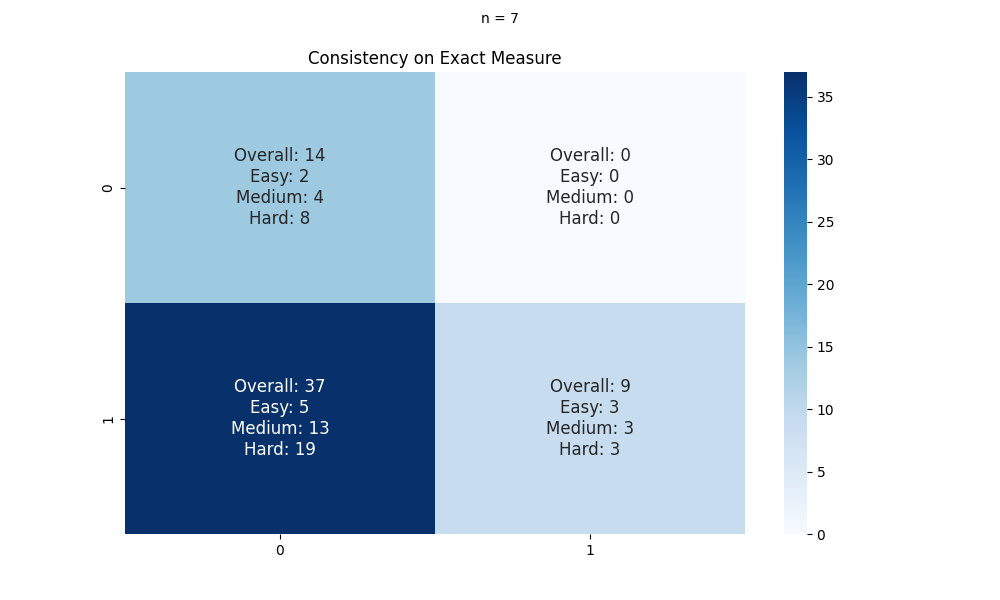 n = 7
Consistency on Exact Measure
0
Overall: 14
Easy: 2
Medium: 4
Hard: 8
Overall: 0
Easy: 0
Medium: 0
Hard: 0
1
Overall: 37
Easy: 5
Medium: 13
Hard: 19
Overall: 9
Easy: 3
Medium: 3
Hard: 3
0
1
35
30
25
20
15
10
5
0